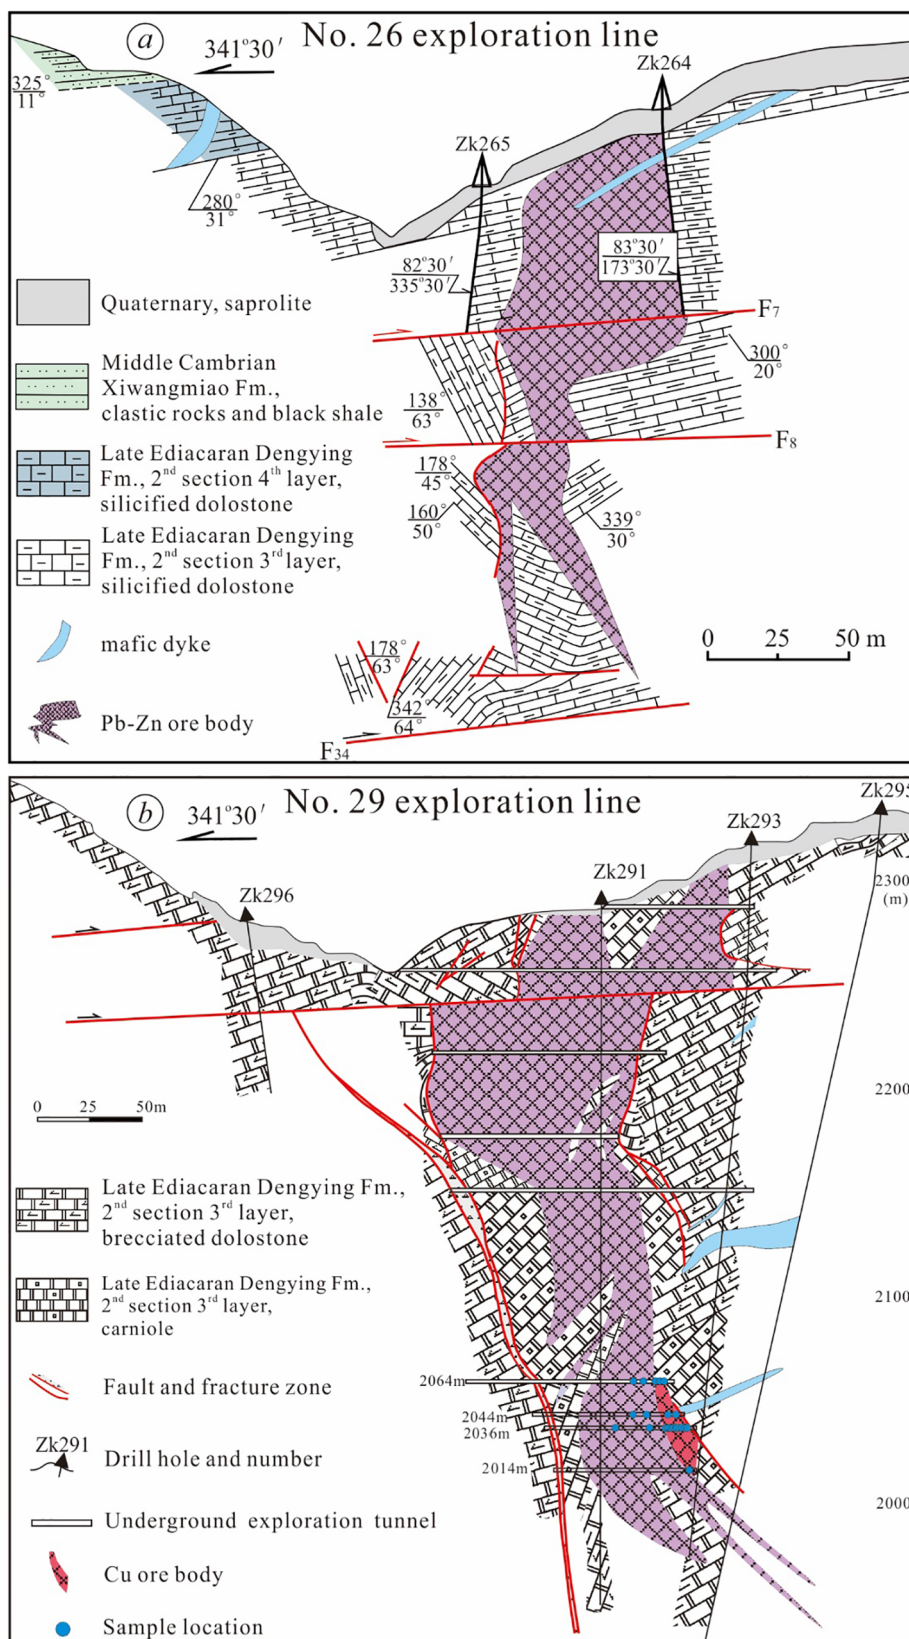 a
341°30′
No. 26 exploration line
Zk264
325°
11°
Zk265
280°
31°
82°30′
335°30′
83°30′
173°30′
Quaternary, saprolite
F7
300°
20°
Middle Cambrian
Xiwangmiao Fm.,
clastic rocks and black shale
138°
63°
F8
Late Ediacaran Dengying
Fm., 2nd section 4th layer,
silicified dolostone
178°
45°
160°
50°
339°
30°
Late Ediacaran Dengying
Fm., 2nd section 3rd layer,
silicified dolostone
mafic dyke
178°
63°
0 25 50 m
Pb-Zn ore body
342°
64°
F34
b
341°30′
No. 29 exploration line
Zk295
Zk293
Zk291
Zk296
2300
(m)
2200
0 25 50m
Late Ediacaran Dengying Fm.,
2nd section 3rd layer,
brecciated dolostone
Late Ediacaran Dengying Fm.,
2nd section 3rd layer,
carniole
2100
Fault and fracture zone
2064m
2044m
2036m
Zk291
Drill hole and number
2014m
2000
Underground exploration tunnel
Cu ore body
Sample location